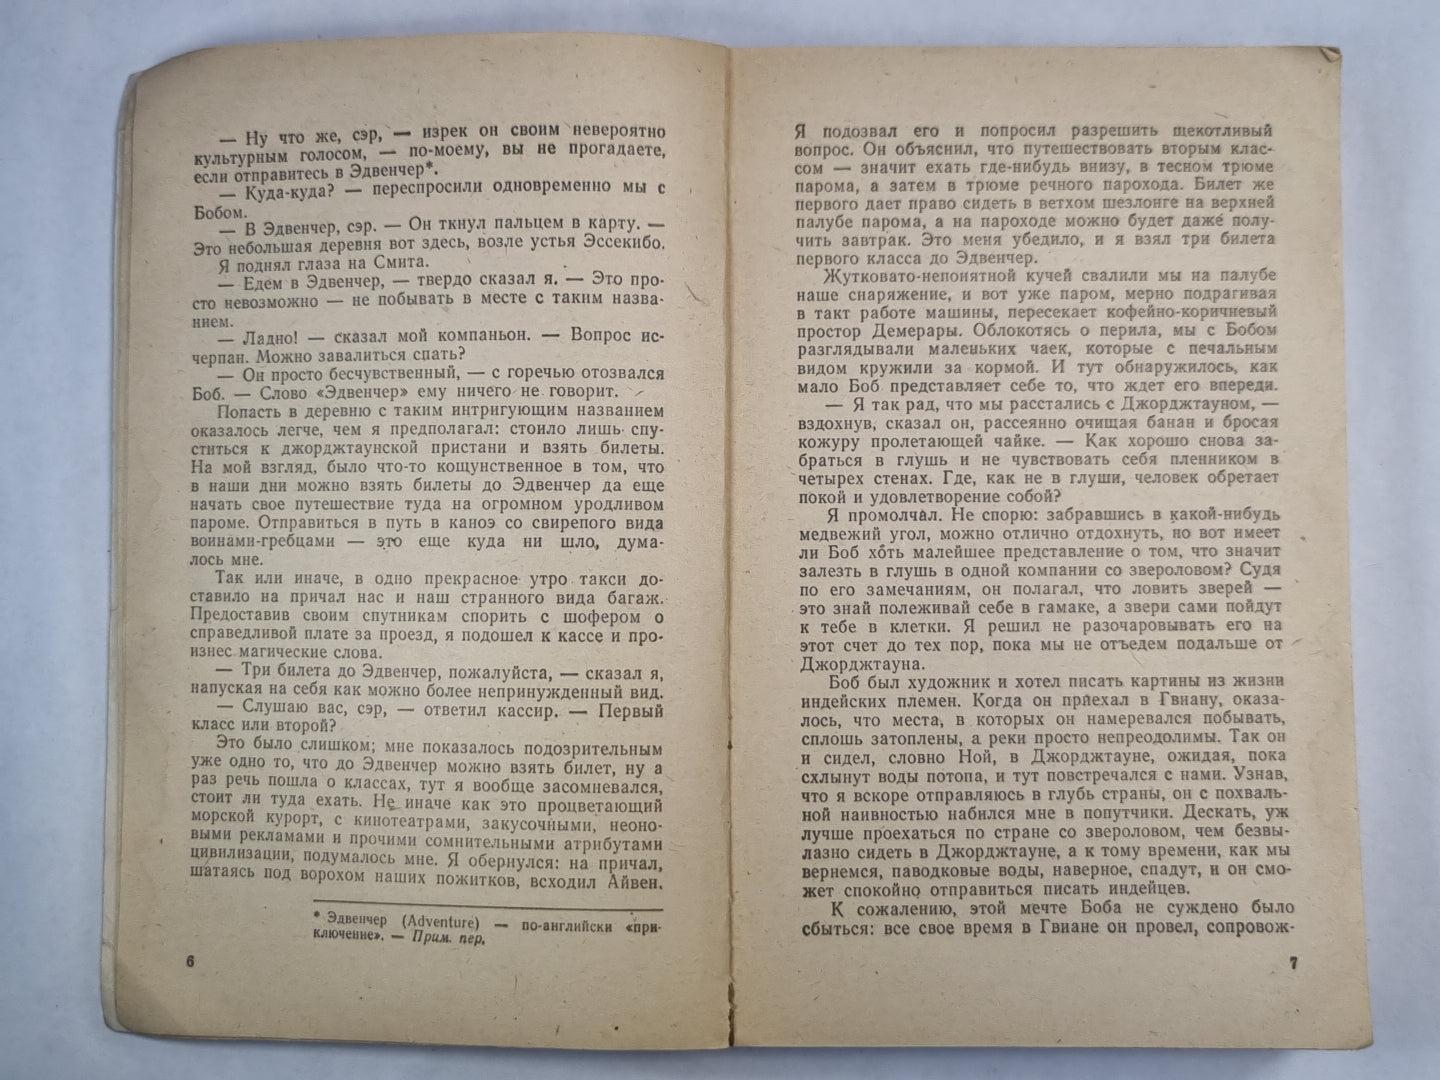 — Ну что же, сэр, — изрек он своим невероятно
культурным голосом, — по-моему, вы не прогадаете,
если отправитесь в Эдвенчер*.
— Куда-куда? — переспросили одновременно мы с
Бобом.
— В Эдвенчер, сэр. — Он ткнул пальцем в карту. —
Это небольшая деревня вот здесь, возле устья Эссекибо.
Я поднял глаза на Смита.
— Едем в Эдвенчер, — твердо сказал я. — Это про-
сто невозможно — не побывать в месте с таким назва-
нием.
— Ладно! — сказал мой компаньон. — Вопрос ис-
черпан. Можно завалиться спать?
— Он просто бесчувственный, — с горечью отозвался
Боб. — Слово «Эдвенчер» ему ничего не говорит.
Попасть в деревню с таким интригующим названием
оказалось легче, чем я предполагал: стоило лишь спу-
ститься к джорджтаунской пристани и взять билеты.
На мой взгляд, было что-то кощунственное в том, что
в наши дни можно взять билеты до Эдвенчер да еще
начать свое путешествие туда на огромном уродливом
пароме. Отправиться в путь в каноэ со свирепого вида
воинами-гребцами — это еще куда ни шло, дума-
лось мне.
Так или иначе, в одно прекрасное утро такси до-
ставило на причал нас и наш странного вида багаж.
Предоставив своим спутникам спорить с шофером о
справедливой плате за проезд, я подошел к кассе и про-
изнес магические слова.
— Три билета до Эдвенчер, пожалуйста, — сказал я,
напуская на себя как можно более непринужденный вид.
— Слушаю вас, сэр, — ответил кассир. — Первый
класс или второй?
Это было слишком; мне показалось подозрительным
уже одно то, что до Эдвенчер можно взять билет, ну а
раз речь пошла о классах, тут я вообще засомневался,
стоит ли туда ехать. Не иначе как это процветающий
морской курорт, с кинотеатрами, закусочными, неоно-
выми рекламами и прочими сомнительными атрибутами
цивилизации, подумалось мне. Я обернулся: на причал,
шатаясь под ворохом наших пожитков, всходил Айвен.
* Эдвенчер (Adventure) — по-английски «при-
ключение». — Прим. пер.
6
Я подозвал его и попросил разрешить щекотливый
вопрос. Он объяснил, что путешествовать вторым клас-
сом — значит ехать где-нибудь внизу, в тесном трюме
парома, а затем в трюме речного парохода. Билет же
первого дает право сидеть в ветхом шезлонге на верхней
палубе парома, а на пароходе можно будет даже полу-
чить завтрак. Это меня убедило, и я взял три билета
первого класса до Эдвенчер.
Жутковато-непонятной кучей свалили мы на палубе
наше снаряжение, и вот уже паром, мерно подрагивая
в такт работе машины, пересекает кофейно-коричневый
простор Демерары. Облокотясь о перила, мы с Бобом
разглядывали маленьких чаек, которые с печальным
видом кружили за кормой. И тут обнаружилось, как
мало Боб представляет себе то, что ждет его впереди.
— Я так рад, что мы расстались с Джорджтауном, —
вздохнув, сказал он, рассеянно очищая банан и бросая
кожуру пролетающей чайке. — Как хорошо снова за-
браться в глушь и не чувствовать себя пленником в
четырех стенах. Где, как не в глуши, человек обретает
покой и удовлетворение собой?
Я промолчал. Не спорю: забравшись в какой-нибудь
медвежий угол, можно отлично отдохнуть, но вот имеет
ли Боб хоть малейшее представление о том, что значит
залезть в глушь в одной компании со звероловом? Судя
по его замечаниям, он полагал, что ловить зверей —
это знай полеживай себе в гамаке, а звери сами пойдут
к тебе в клетки. Я решил не разочаровывать его на
этот счет до тех пор, пока мы не отъедем подальше от
Джорджтауна.
Боб был художник и хотел писать картины из жизни
индейских племен. Когда он приехал в Гвиану, оказа-
лось, что места, в которых он намеревался побывать,
сплошь затоплены, а реки просто непреодолимы. Так он
и сидел, словно Ной, в Джорджтауне, ожидая, пока
схлынут воды потопа, и тут повстречался с нами. Узнав,
что я вскоре отправляюсь в глубь страны, он с похваль-
ной наивностью набился мне в попутчики. Дескать, уж
лучше проехаться по стране со звероловом, чем безвы-
лазно сидеть в Джорджтауне, а к тому времени, как мы
вернемся, паводковые воды, наверное, спадут, и он смо-
жет спокойно отправиться писать индейцев.
К сожалению, этой мечте Боба не суждено было
сбыться: все свое время в Гвиане он провел, сопровож-
7